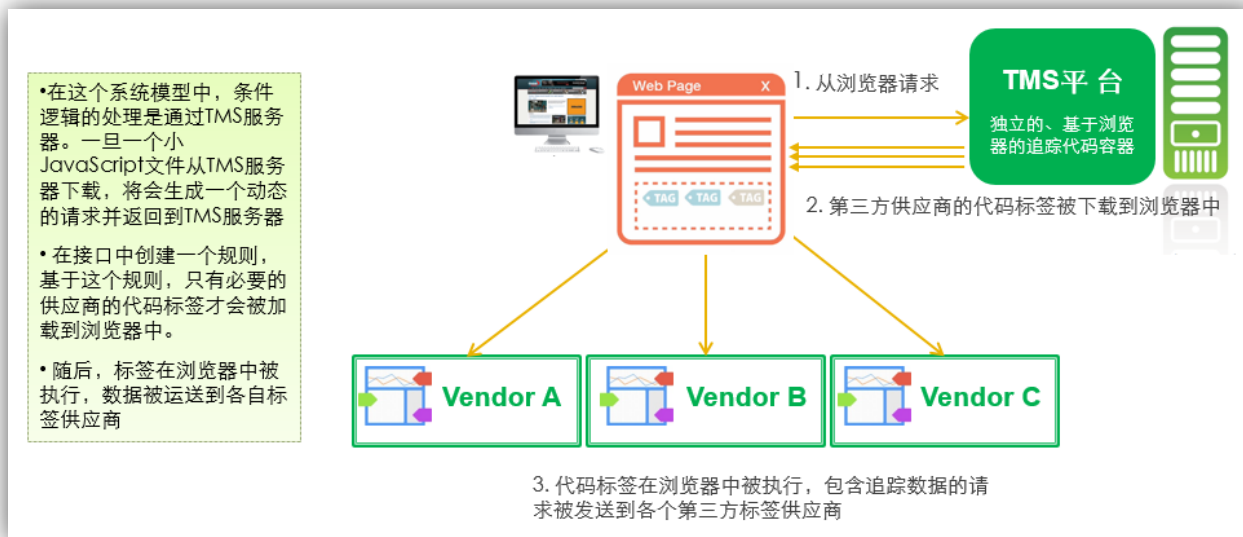 •在这个系统模型中，条件
逻辑的处理是通过TMS服务
器。一旦一个小
JavaScript文件从TMS服务
器下载，将会生成一个动态
的请求并返回到TMS服务器
• 在接口中创建一个规则，
基于这个规则，只有必要的
供应商的代码标签才会被加
载到浏览器中。
• 随后，标签在浏览器中被
执行，数据被运送到各自标
签供应商
Web Page X
TAG TAG TAG
1. 从浏览器请求
TMS平 台
独立的、基于浏览
器的追踪代码容器
2. 第三方供应商的代码标签被下载到浏览器中
Vendor A
Vendor B
Vendor C
3. 代码标签在浏览器中被执行，包含追踪数据的请
求被发送到各个第三方标签供应商